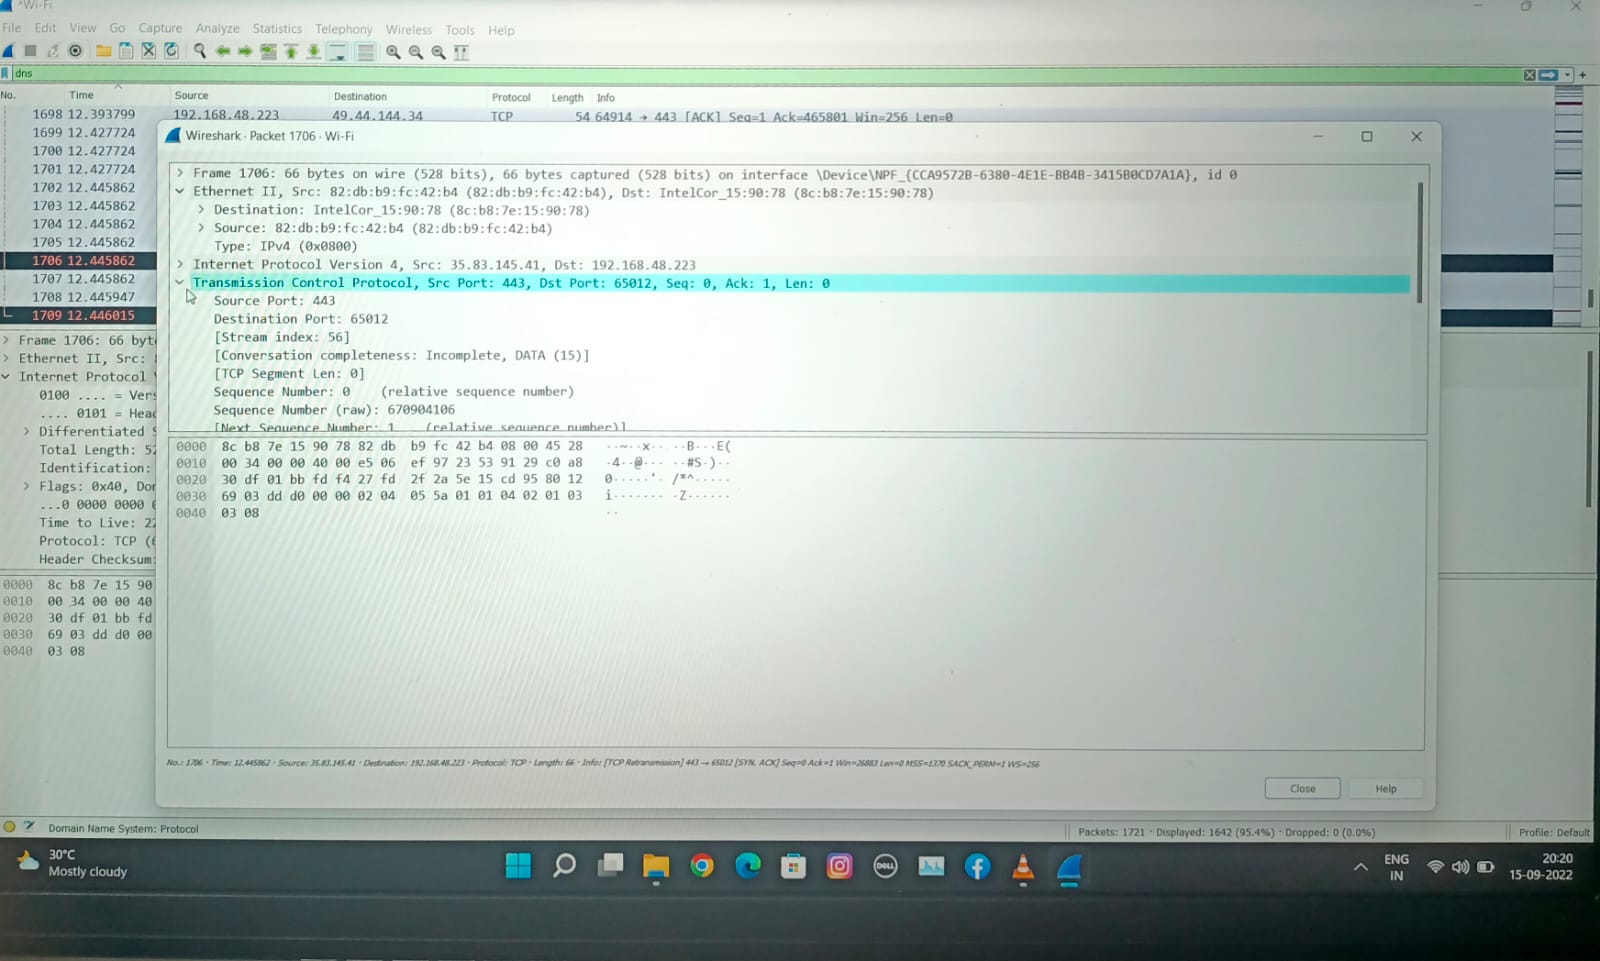 *Wi-Fi
File Edit View Go Capture Analyze Statistics Telephony Wireless Tools Help
dns
No. Time Source Destination Protocol Length Info
1698 12.393799 192.168.48.223 49.44.144.34 TCP 54 64914 → 443 [ACK] Seq=1 Ack=465801 Win=256 Len=0
1699 12.427724
1700 12.427724
1701 12.427724
1702 12.445862
1703 12.445862
1704 12.445862
1705 12.445862
1706 12.445862
1707 12.445862
1708 12.445947
1709 12.446015
Wireshark · Packet 1706 · Wi-Fi
Frame 1706: 66 bytes on wire (528 bits), 66 bytes captured (528 bits) on interface \Device\NPF_{CCA9572B-6380-4E1E-BB4B-3415B0CD7A1A}, id 0
Ethernet II, Src: 82:db:b9:fc:42:b4 (82:db:b9:fc:42:b4), Dst: IntelCor_15:90:78 (8c:b8:7e:15:90:78)
Destination: IntelCor_15:90:78 (8c:b8:7e:15:90:78)
Source: 82:db:b9:fc:42:b4 (82:db:b9:fc:42:b4)
Type: IPv4 (0x0800)
Internet Protocol Version 4, Src: 35.83.145.41, Dst: 192.168.48.223
Transmission Control Protocol, Src Port: 443, Dst Port: 65012, Seq: 0, Ack: 1, Len: 0
Source Port: 443
Destination Port: 65012
[Stream index: 56]
[Conversation completeness: Incomplete, DATA (15)]
[TCP Segment Len: 0]
Sequence Number: 0 (relative sequence number)
Sequence Number (raw): 670904106
[Next Sequence Number: 1 (relative sequence number)]
0000 8c b8 7e 15 90 78 82 db b9 fc 42 b4 08 00 45 28 ··~··x·· ··B···E(
0010 00 34 00 00 40 00 e5 06 ef 97 23 53 91 29 c0 a8 ·4··@··· ··#S·)··
0020 30 df 01 bb fd f4 27 fd 2f 2a 5e 15 cd 95 80 12 0·····'· /*^·····
0030 69 03 dd d0 00 00 02 04 05 5a 01 01 04 02 01 03 i······· ·Z······
0040 03 08 ··
No.: 1706 · Time: 12.445862 · Source: 35.83.145.41 · Destination: 192.168.48.223 · Protocol: TCP · Length: 66 · Info: [TCP Retransmission] 443 → 65012 [SYN, ACK] Seq=0 Ack=1 Win=26883 Len=0 MSS=1370 SACK_PERM=1 WS=256
Close Help
Frame 1706: 66 byt
Ethernet II, Src:
Internet Protocol
0100 .... = Vers
.... 0101 = Head
Differentiated S
Total Length: 52
Identification:
Flags: 0x40, Don
...0 0000 0000 0
Time to Live: 22
Protocol: TCP (6
Header Checksum:
0000 8c b8 7e 15 90
0010 00 34 00 00 40
0020 30 df 01 bb fd
0030 69 03 dd d0 00
0040 03 08
Domain Name System: Protocol Packets: 1721 · Displayed: 1642 (95.4%) · Dropped: 0 (0.0%) Profile: Default
30°C
Mostly cloudy
DELL
ENG
IN
20:20
15-09-2022